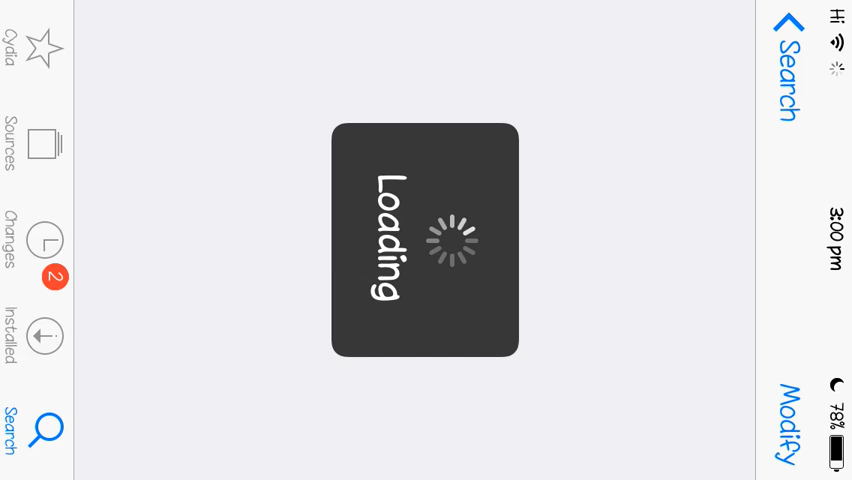 Hi 3:00 pm 78%
Search Modify
Loading
2
Cydia Sources Changes Installed Search